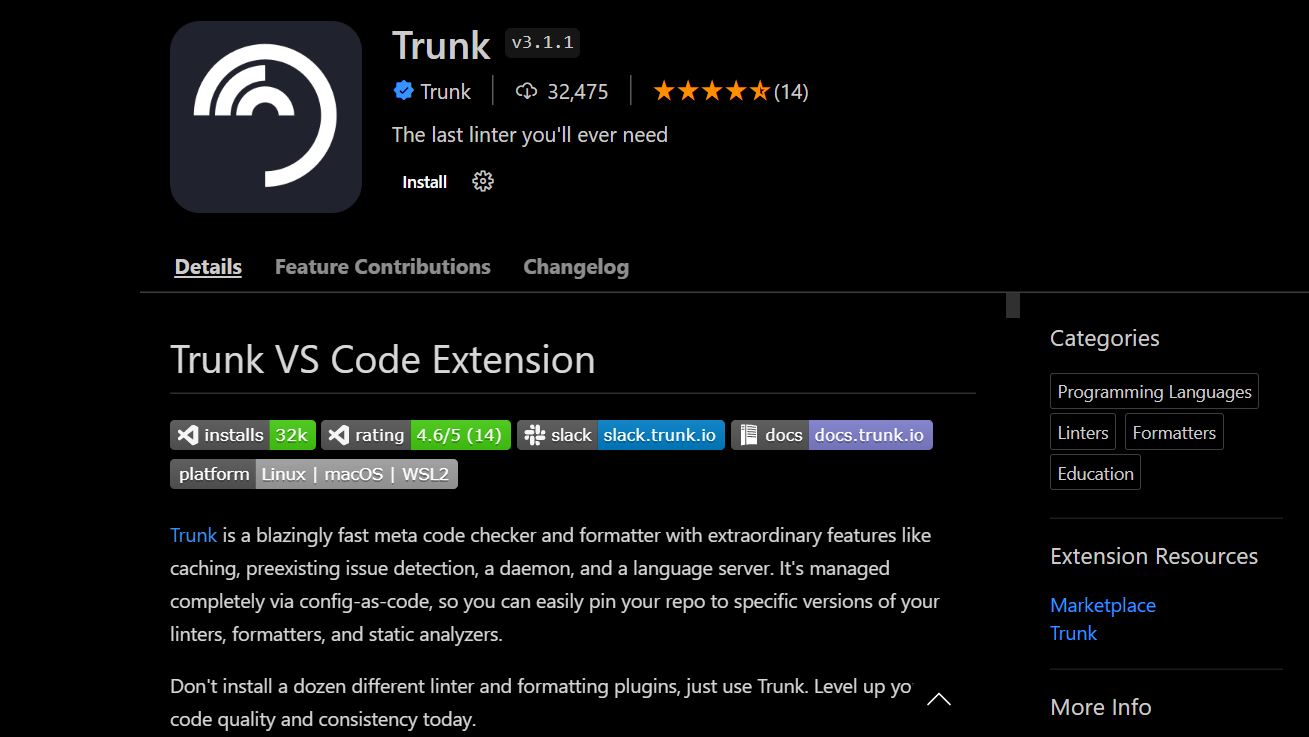 Trunk v3.1.1
Trunk 32,475 (14)
The last linter you'll ever need
Install
Details Feature Contributions Changelog
Trunk VS Code Extension
installs 32k rating 4.6/5 (14) slack slack.trunk.io docs docs.trunk.io
platform Linux | macOS | WSL2
Trunk is a blazingly fast meta code checker and formatter with extraordinary features like
caching, preexisting issue detection, a daemon, and a language server. It's managed
completely via config-as-code, so you can easily pin your repo to specific versions of your
linters, formatters, and static analyzers.
Don't install a dozen different linter and formatting plugins, just use Trunk. Level up yo
code quality and consistency today.
Categories
Programming Languages
Linters Formatters
Education
Extension Resources
Marketplace
Trunk
More Info